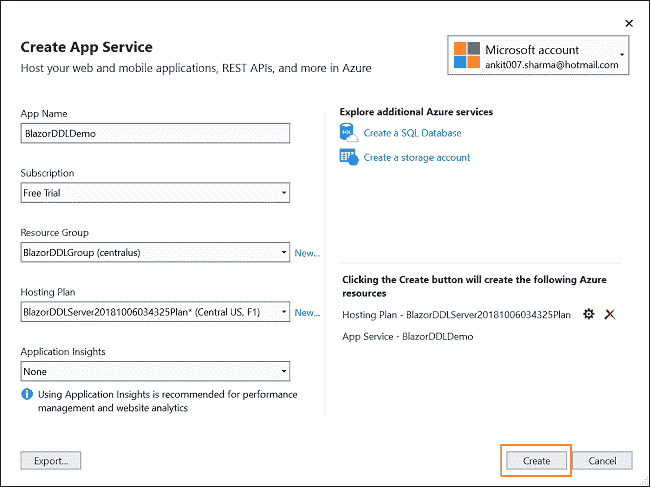 Create App Service
Host your web and mobile applications, REST APIs, and more in Azure
Microsoft account
ankit007.sharma@hotmail.com
App Name
BlazorDDLDemo
Subscription
Free Trial
Resource Group
BlazorDDLGroup (centralus)
New...
Hosting Plan
BlazorDDLServer20181006034325Plan* (Central US, F1)
New...
Application Insights
None
Using Application Insights is recommended for performance
management and website analytics
Explore additional Azure services
SQL
Create a SQL Database
Create a storage account
Clicking the Create button will create the following Azure
resources
Hosting Plan - BlazorDDLServer20181006034325Plan
App Service - BlazorDDLDemo
Export...
Create
Cancel